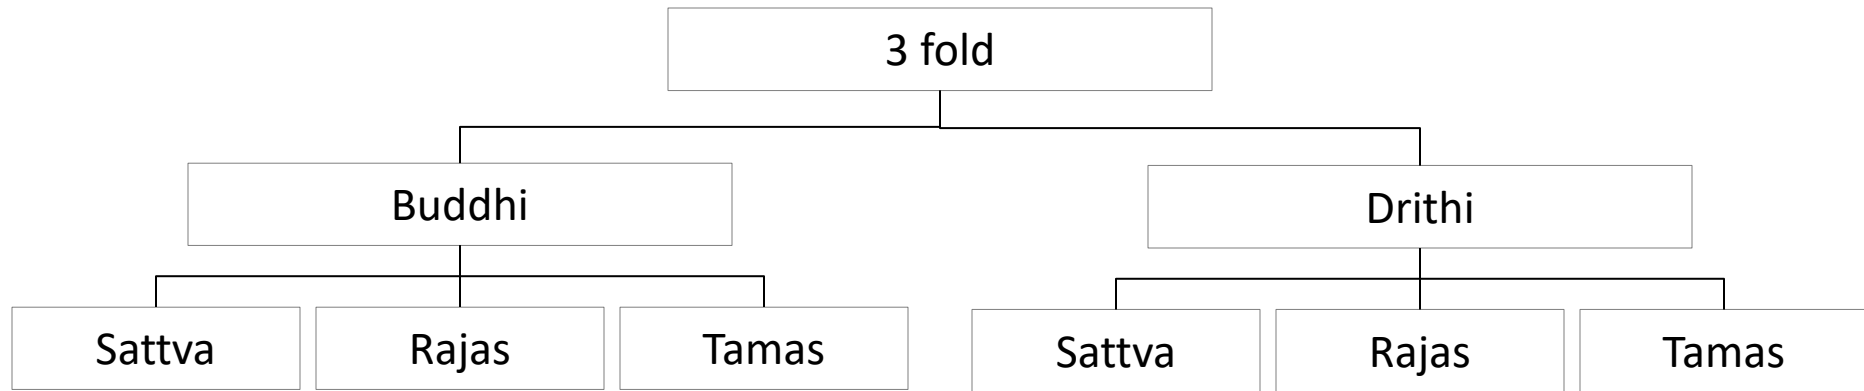 3 fold
Buddhi
Drithi
Sattva
Rajas
Tamas
Sattva
Rajas
Tamas